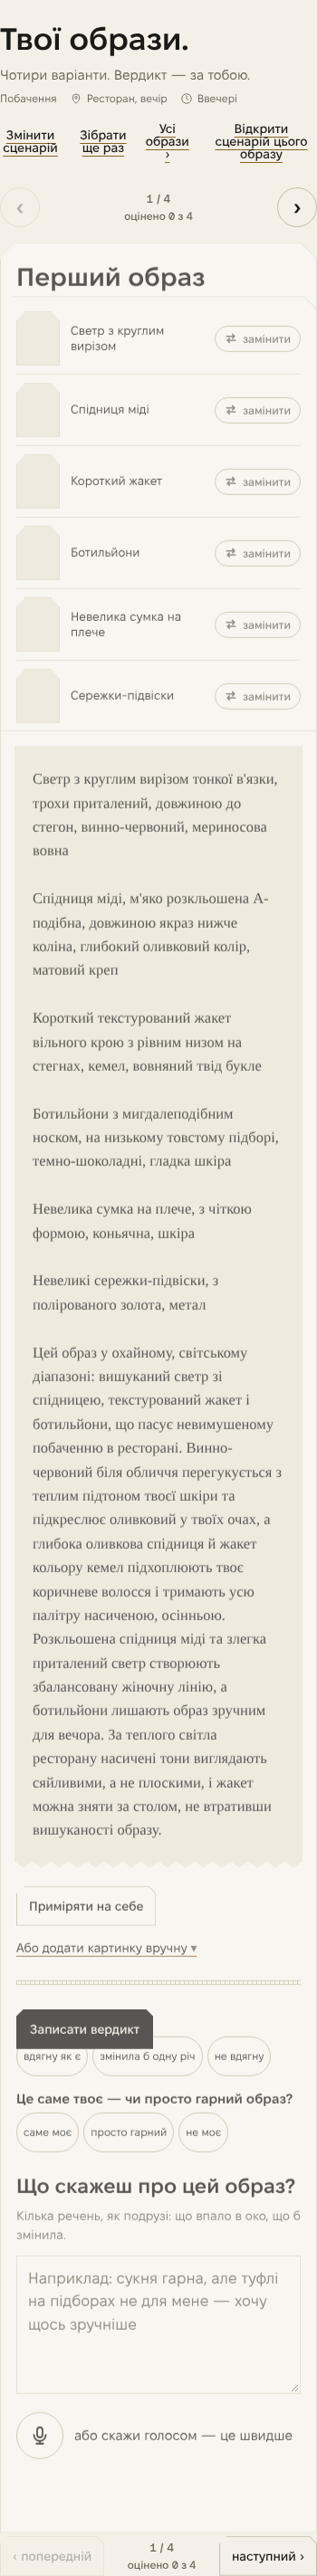 Твої образи.
Чотири варіанти. Вердикт — за тобою.
Побачення Ресторан, вечір Ввечері
Змінити
сценарій
Зібрати
ще раз
Усі
образи
›
Відкрити
сценарій цього
образу
‹
1 / 4
оцінено 0 з 4
›
Перший образ
Светр з круглим
вирізом
замінити
Спідниця міді
замінити
Короткий жакет
замінити
Ботильйони
замінити
Невелика сумка на
плече
замінити
Сережки-підвіски
замінити
Светр з круглим вирізом тонкої в'язки,
трохи приталений, довжиною до
стегон, винно-червоний, мериносова
вовна
Спідниця міді, м'яко розкльошена А-
подібна, довжиною якраз нижче
коліна, глибокий оливковий колір,
матовий креп
Короткий текстурований жакет
вільного крою з рівним низом на
стегнах, кемел, вовняний твід букле
Ботильйони з мигдалеподібним
носком, на низькому товстому підборі,
темно-шоколадні, гладка шкіра
Невелика сумка на плече, з чіткою
формою, коньячна, шкіра
Невеликі сережки-підвіски, з
полірованого золота, метал
Цей образ у охайному, світському
діапазоні: вишуканий светр зі
спідницею, текстурований жакет і
ботильйони, що пасує невимушеному
побаченню в ресторані. Винно-
червоний біля обличчя перегукується з
теплим підтоном твоєї шкіри та
підкреслює оливковий у твоїх очах, а
глибока оливкова спідниця й жакет
кольору кемел підхоплюють твоє
коричневе волосся і тримають усю
палітру насиченою, осінньою.
Розкльошена спідниця міді та злегка
приталений светр створюють
збалансовану жіночну лінію, а
ботильйони лишають образ зручним
для вечора. За теплого світла
ресторану насичені тони виглядають
сяйливими, а не плоскими, і жакет
можна зняти за столом, не втративши
вишуканості образу.
Приміряти на себе
Або додати картинку вручну ▾
Записати вердикт
вдягну як є змінила б одну річ не вдягну
Це саме твоє — чи просто гарний образ?
саме моє просто гарний не моє
Що скажеш про цей образ?
Кілька речень, як подрузі: що впало в око, що б
змінила.
Наприклад: сукня гарна, але туфлі
на підборах не для мене — хочу
щось зручніше
або скажи голосом — це швидше
‹ попередній
1 / 4
оцінено 0 з 4
наступний ›